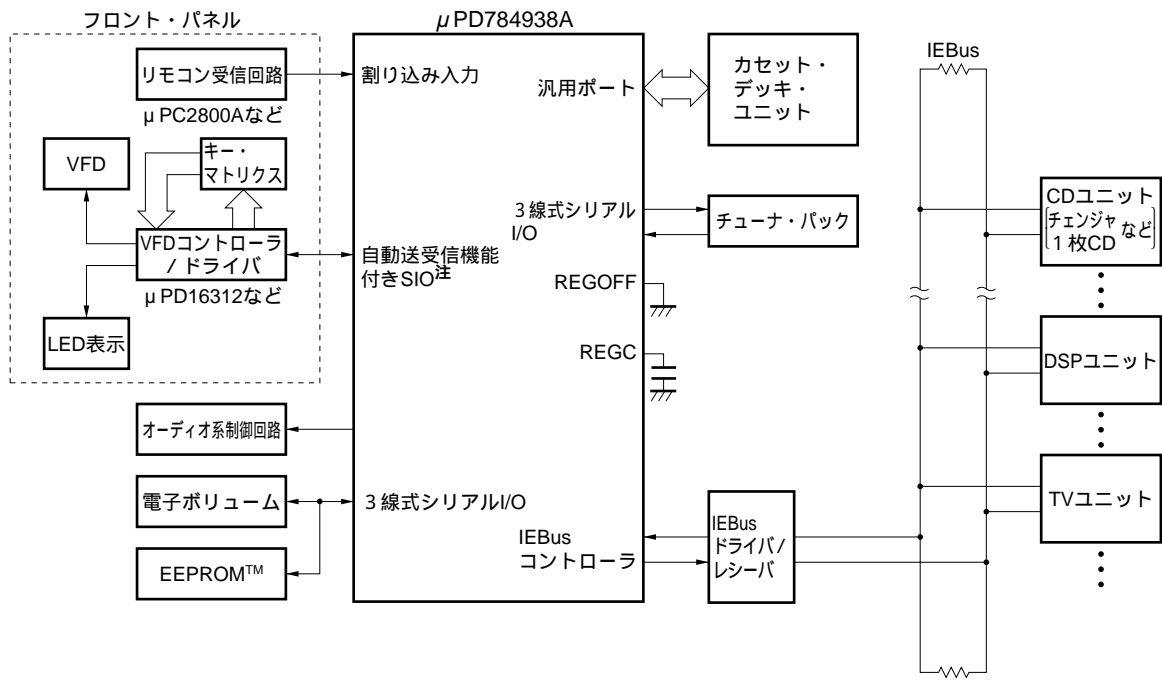 フロント・パネル
μPD784938A
リモコン受信回路
μPC2800Aなど
VFD
キー・
マトリクス
VFDコントローラ
/ドライバ
μPD16312など
LED表示
オーディオ系制御回路
電子ボリューム
EEPROM™
割り込み入力
自動送受信機能
付きSIO注
3線式シリアルI/O
汎用ポート
3線式シリアル
I/O
REGOFF
REGC
IEBus
コントローラ
カセット・
デッキ・
ユニット
チューナ・パック
IEBus
ドライバ/
レシーバ
IEBus
CDユニット
チェンジャ など
1枚CD
DSPユニット
TVユニット